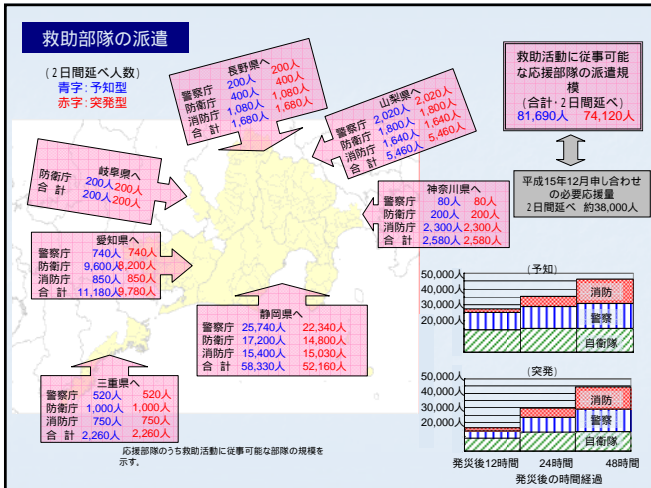 救助部隊の派遣
(2日間延べ人数)
青字:予知型
赤字:突発型
長野県へ
警察庁 200人 200人
防衛庁 400人 400人
消防庁 1,080人 1,080人
合 計 1,680人 1,680人
山梨県へ
警察庁 2,020人 2,020人
防衛庁 1,800人 1,800人
消防庁 1,640人 1,640人
合 計 5,460人 5,460人
救助活動に従事可能
な応援部隊の派遣規
模
(合計・2日間延べ)
81,690人 74,120人
平成15年12月申し合わせ
の必要応援量
2日間延べ 約38,000人
岐阜県へ
防衛庁 200人 200人
合 計 200人 200人
神奈川県へ
警察庁 80人 80人
防衛庁 200人 200人
消防庁 2,300人 2,300人
合 計 2,580人 2,580人
愛知県へ
警察庁 740人 740人
防衛庁 9,600人 8,200人
消防庁 850人 850人
合 計 11,180人 9,780人
静岡県へ
警察庁 25,740人 22,340人
防衛庁 17,200人 14,800人
消防庁 15,400人 15,030人
合 計 58,330人 52,160人
三重県へ
警察庁 520人 520人
防衛庁 1,000人 1,000人
消防庁 750人 750人
合 計 2,260人 2,260人
応援部隊のうち救助活動に従事可能な部隊の規模を
示す。
(予知)
50,000人
40,000人
30,000人
20,000人
消防
警察
自衛隊
(突発)
50,000人
40,000人
30,000人
20,000人
消防
警察
自衛隊
発災後12時間 24時間 48時間
発災後の時間経過